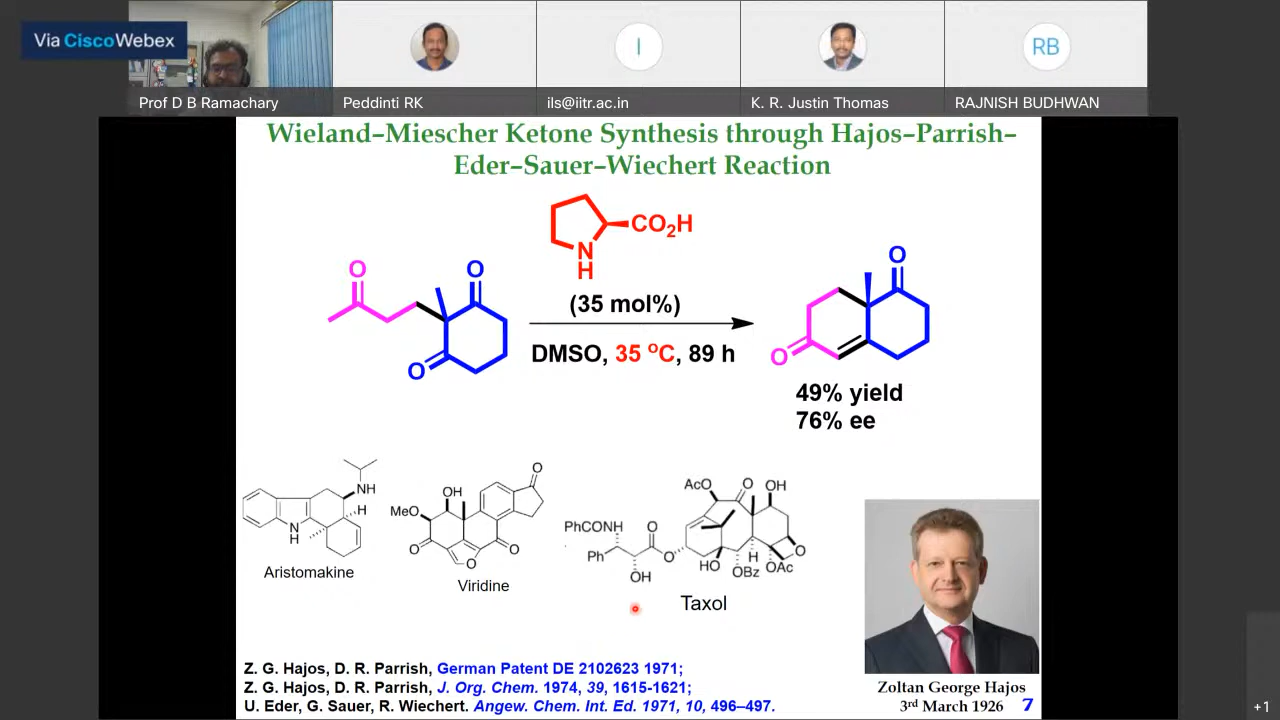 Via Cisco Webex
Prof D B Ramachary
Peddinti RK
I
ils@iitr.ac.in
K. R. Justin Thomas
RB
RAJNISH BUDHWAN
Wieland–Miescher Ketone Synthesis through Hajos–Parrish–
Eder–Sauer–Wiechert Reaction
CO2H
N
H
O
O
O
(35 mol%)
DMSO, 35 °C, 89 h
O
O
49% yield
76% ee
NH
H
N
H
Aristomakine
O
OH
MeO
O
O
O
Viridine
AcO
O
OH
PhCONH
O
Ph
O
OH
HO
H
O
OBz
OAc
Taxol
Z. G. Hajos, D. R. Parrish, German Patent DE 2102623 1971;
Z. G. Hajos, D. R. Parrish, J. Org. Chem. 1974, 39, 1615-1621;
U. Eder, G. Sauer, R. Wiechert. Angew. Chem. Int. Ed. 1971, 10, 496–497.
Zoltan George Hajos
3rd March 1926
7
+1